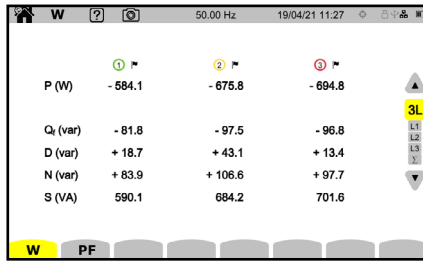 W ? 50.00 Hz 19/04/21 11:27
1 2 3
P (W) - 584.1 - 675.8 - 694.8
3L
Qf (var) - 81.8 - 97.5 - 96.8
L1
L2
D (var) + 18.7 + 43.1 + 13.4
L3
Σ
N (var) + 83.9 + 106.6 + 97.7
S (VA) 590.1 684.2 701.6
W PF